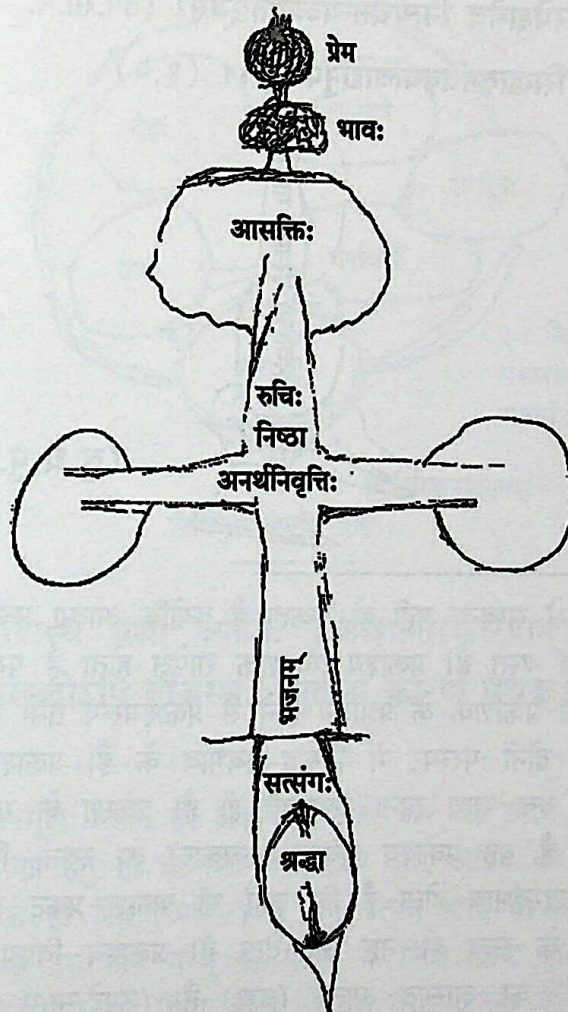 प्रेम
भाव:
आसक्ति:
रुचि:
निष्ठा
अनर्थनिवृत्ति:
भजनम्
सत्संग:
श्रद्धा